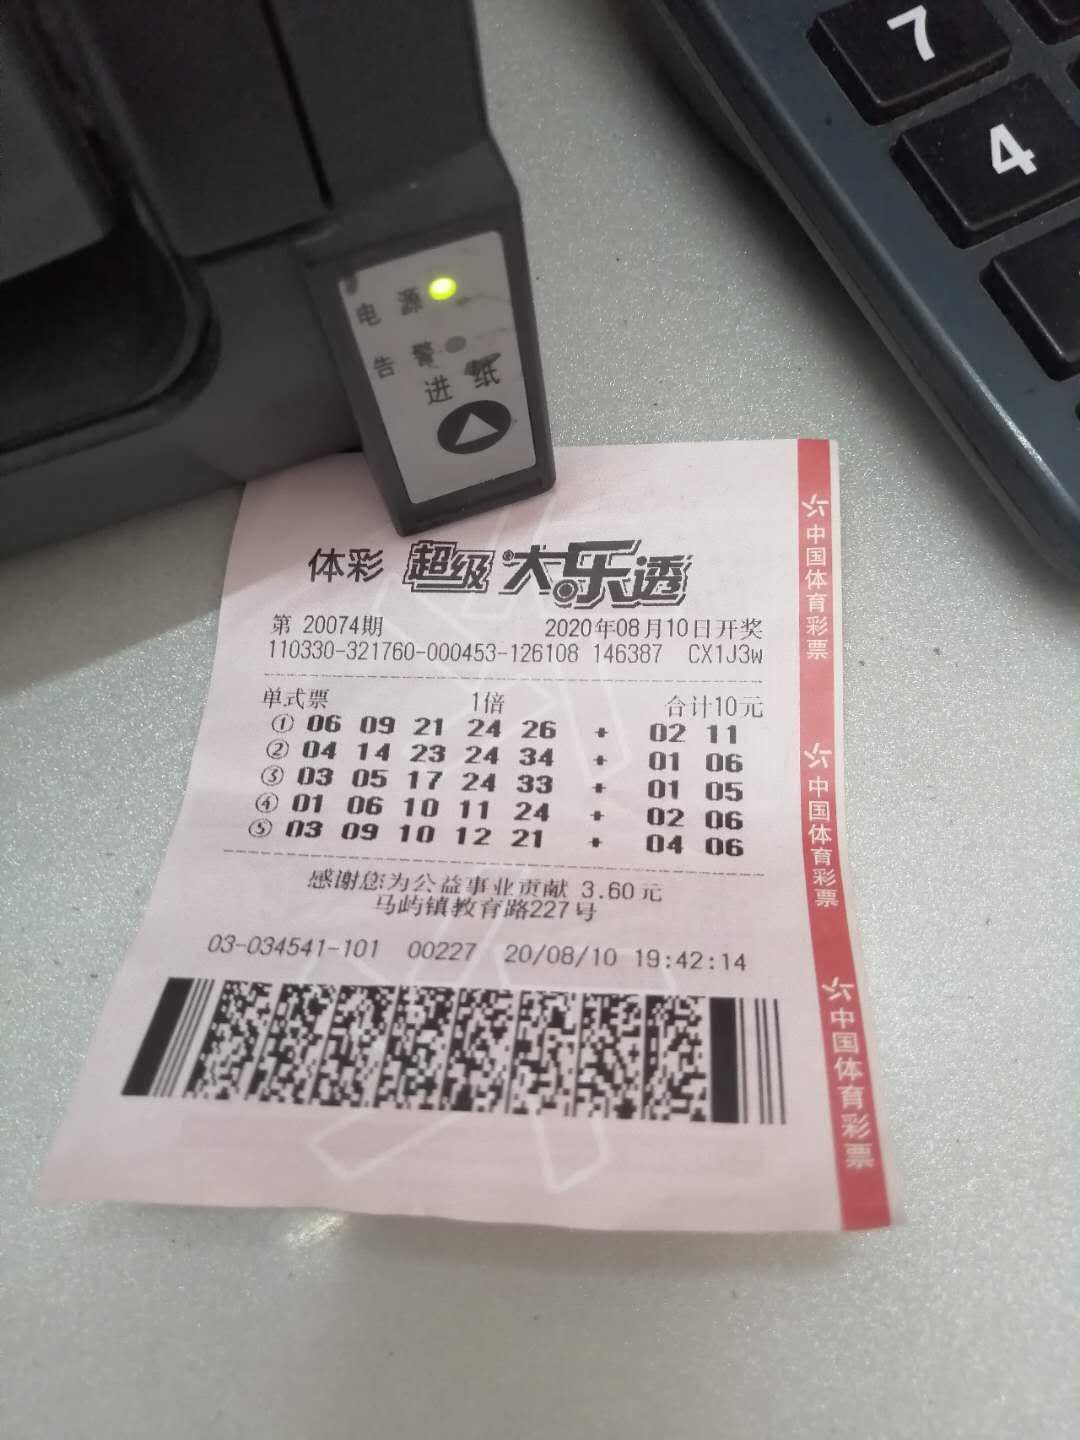 7
4
电源
告警
进纸
体彩 超级大乐透
第 20074期 2020年08月10日开奖
110330-321760-000453-126108 146387 CX1J3W
单式票 1倍 合计10元
① 06 09 21 24 26 + 02 11
② 04 14 23 24 34 + 01 06
③ 03 05 17 24 33 + 01 05
④ 01 06 10 11 24 + 02 06
⑤ 03 09 10 12 21 + 04 06
感谢您为公益事业贡献 3.60元
马屿镇教育路227号
03-034541-101 00227 20/08/10 19:42:14
中国体育彩票
中国体育彩票
中国体育彩票